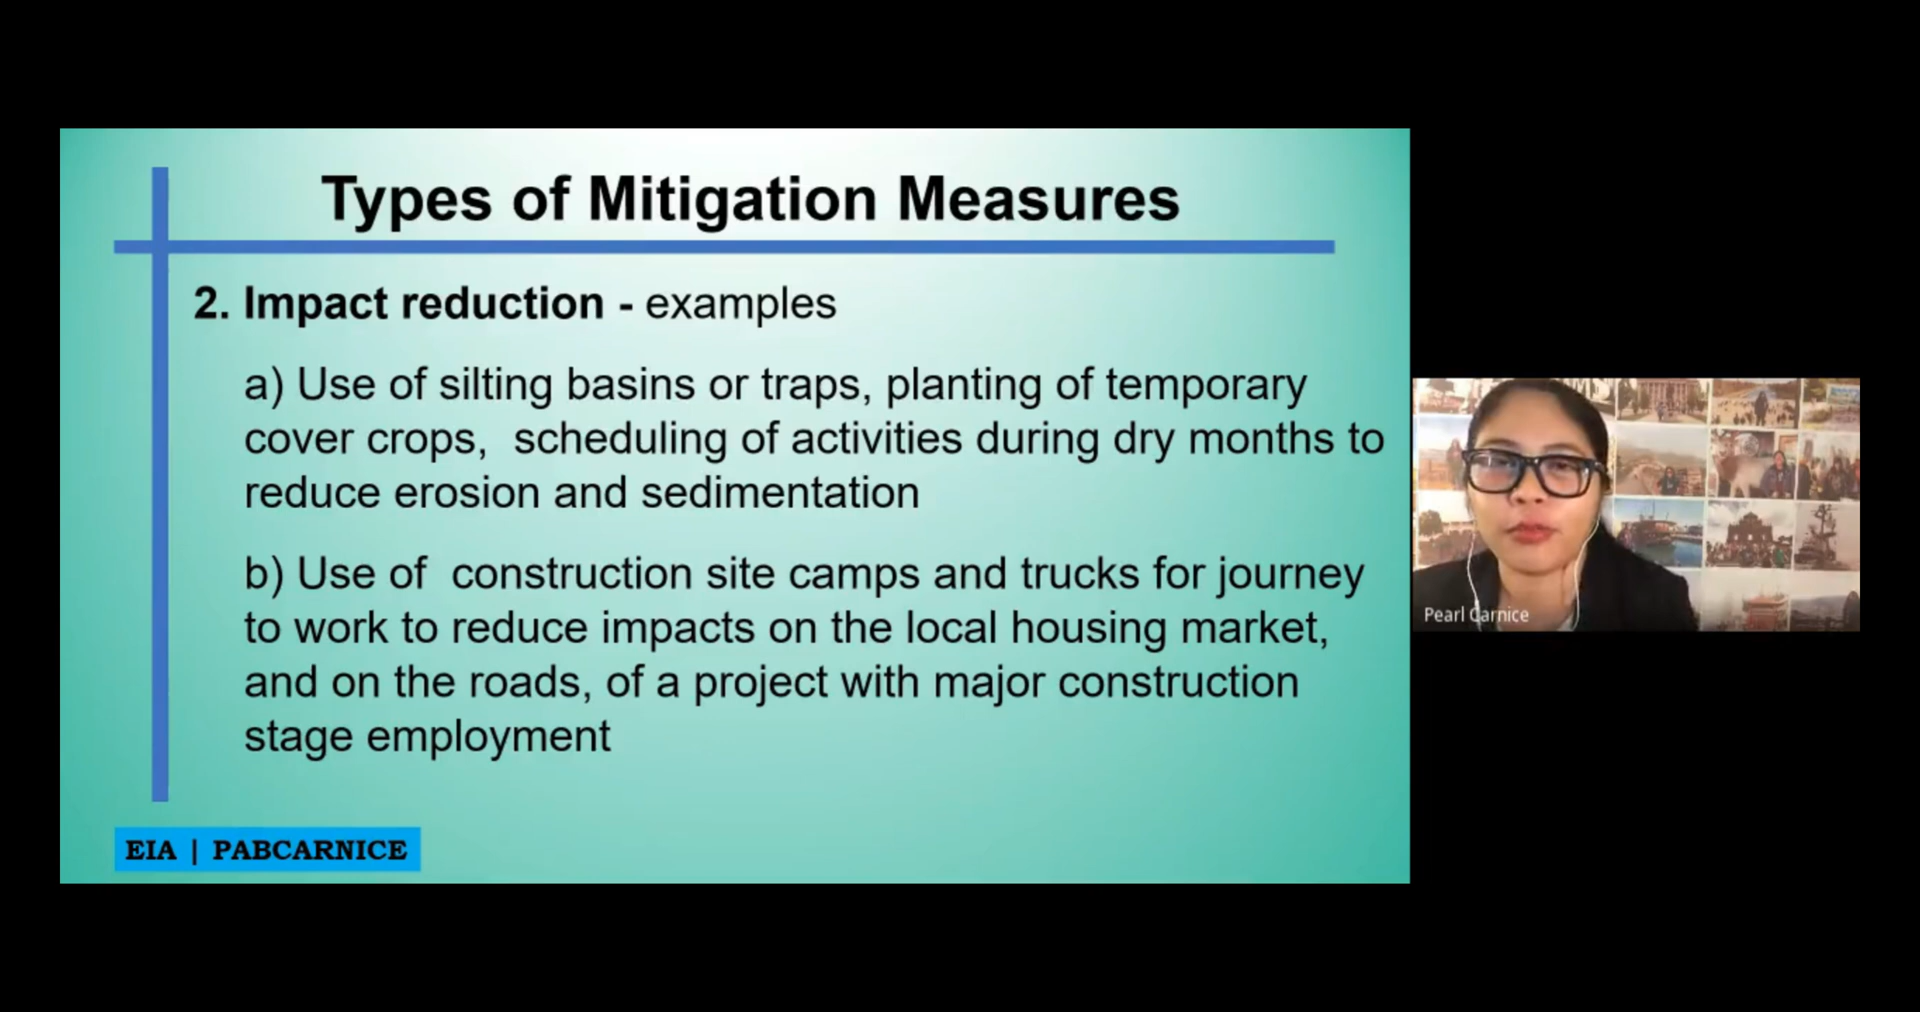 Types of Mitigation Measures
2. Impact reduction - examples
a) Use of silting basins or traps, planting of temporary
cover crops, scheduling of activities during dry months to
reduce erosion and sedimentation
b) Use of construction site camps and trucks for journey
to work to reduce impacts on the local housing market,
and on the roads, of a project with major construction
stage employment
EIA | PABCARNICE
Pearl Carnice